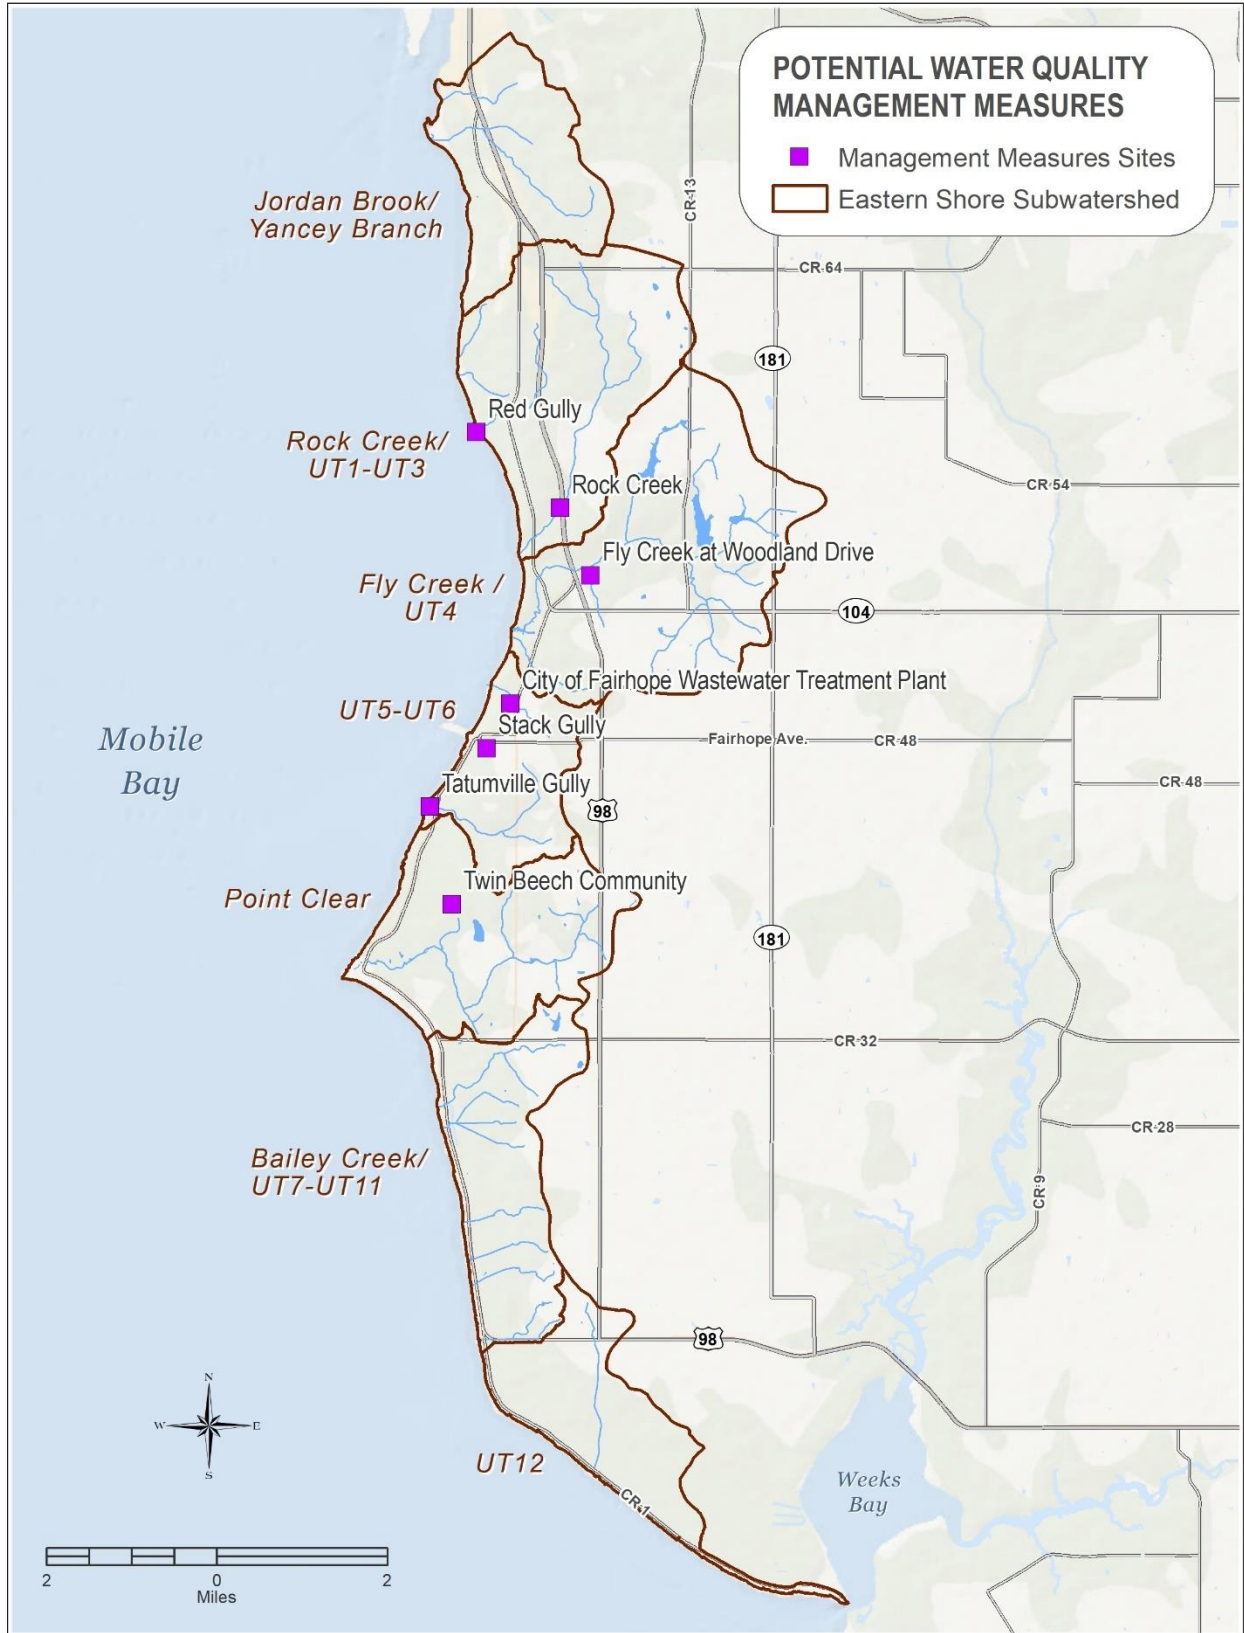 POTENTIAL WATER QUALITY
MANAGEMENT MEASURES
Management Measures Sites
Eastern Shore Subwatershed
CR 13
Jordan Brook/
Yancey Branch
CR 64
181
Red Gully
Rock Creek/
UT1-UT3
Rock Creek
CR 54
Fly Creek at Woodland Drive
Fly Creek /
UT4
104
City of Fairhope Wastewater Treatment Plant
UT5-UT6
Stack Gully
Fairhope Ave.
CR 48
Mobile
Bay
Tatumville Gully
CR 48
98
Twin Beech Community
Point Clear
181
CR 32
CR 28
Bailey Creek/
UT7-UT11
CR 9
98
N
W
E
S
UT12
CR 1
Weeks
Bay
2
0
2
Miles